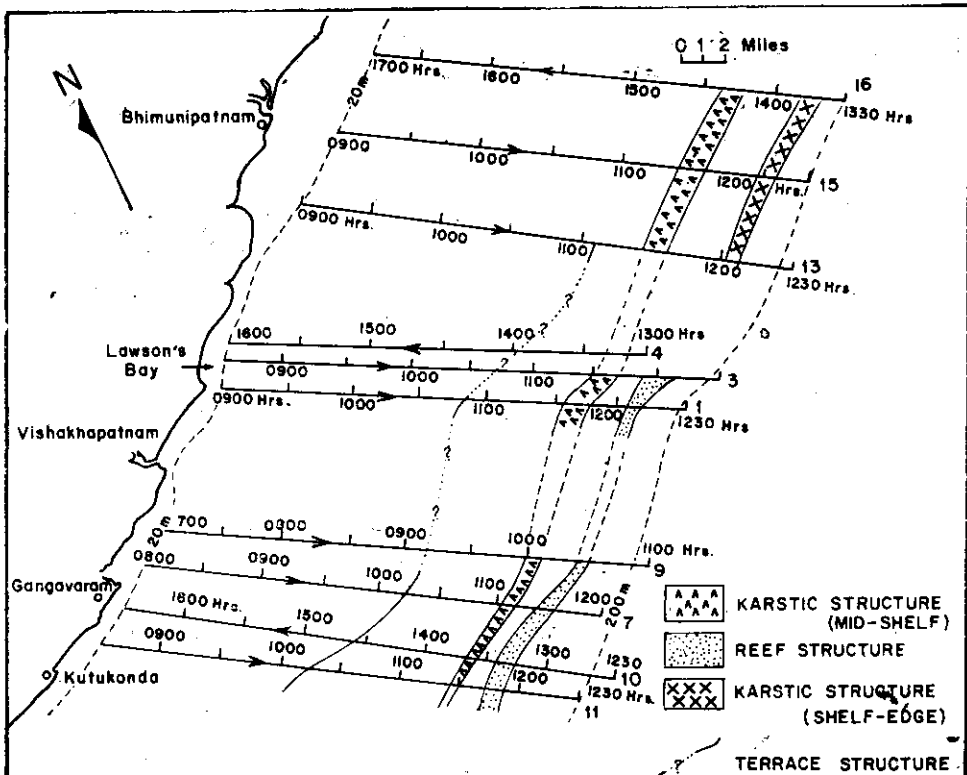 0 1 2 Miles
N
20m
1700 Hrs.
1600
1500
1400
16
1330 Hrs
Bhimunipatnam
0900
1000
1100
1200
Hrs.
15
0900 Hrs.
1000
1100
1200
13
1230 Hrs.
1600
1500
1400
1300 Hrs
4
Lawson's
Bay
0900
1000
1100
3
0900 Hrs.
1000
1100
1200
1
1230 Hrs
Vishakhapatnam
?
?
?
?
?
20m
700
0800
0900
1000
1100 Hrs.
9
0800
0900
1000
1100
1200
7
200m
Gangavaram
1600 Hrs.
1500
1400
1300
1230
10
Kutukonda
0900
1000
1100
1200
1230 Hrs.
11
KARSTIC STRUCTURE
(MID-SHELF)
REEF STRUCTURE
KARSTIC STRUCTURE
(SHELF-EDGE)
? TERRACE STRUCTURE